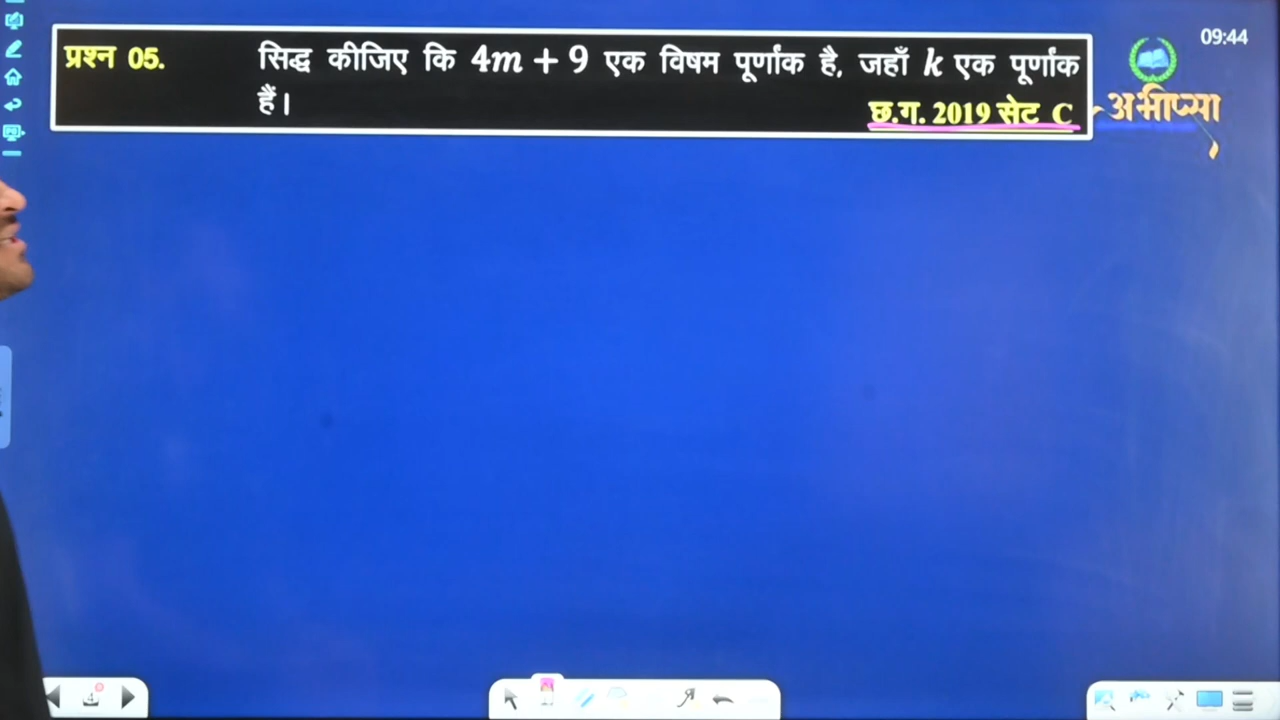 09:44
प्रश्न 05. सिद्ध कीजिए कि 4m + 9 एक विषम पूर्णांक है, जहाँ k एक पूर्णांक
हैं।
छ.ग. 2019 सेट C
अभीप्सा